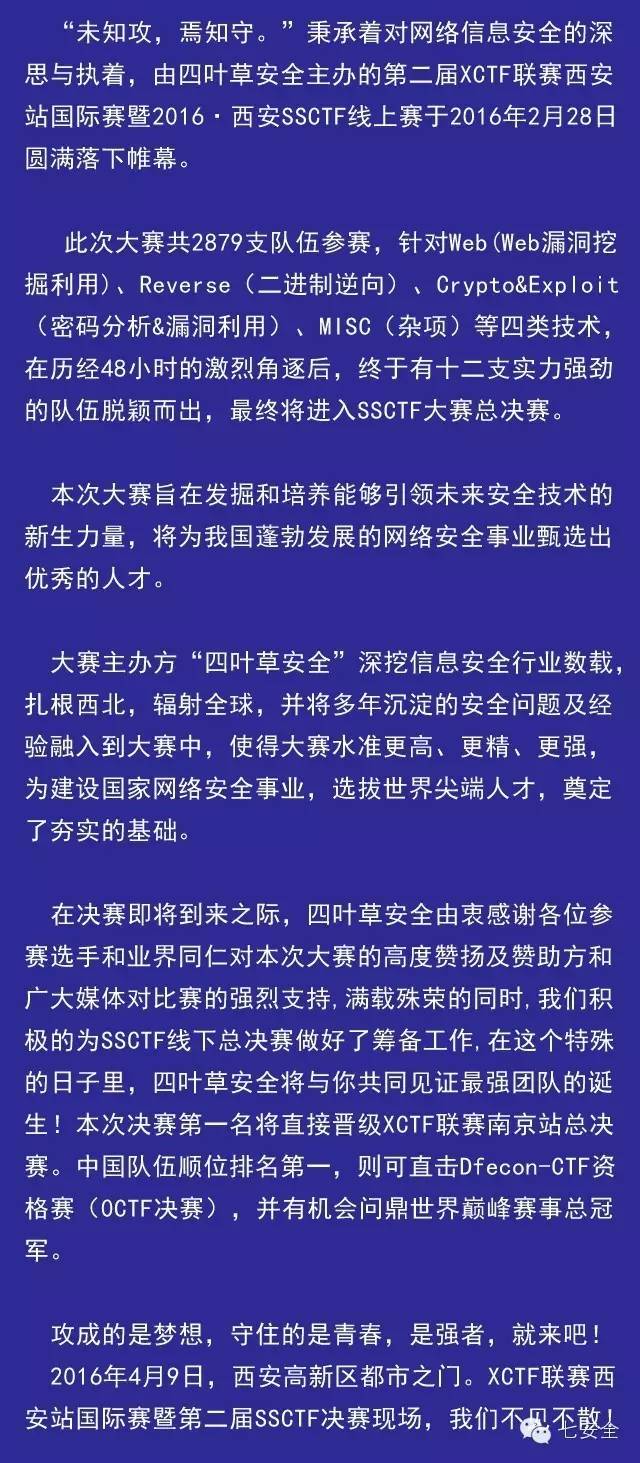 “未知攻，焉知守。”秉承着对网络信息安全的深
思与执着，由四叶草安全主办的第二届XCTF联赛西安
站国际赛暨2016·西安SSCTF线上赛于2016年2月28日
圆满落下帷幕。
此次大赛共2879支队伍参赛，针对Web(Web漏洞挖
掘利用)、Reverse（二进制逆向）、Crypto&Exploit
（密码分析&漏洞利用）、MISC（杂项）等四类技术，
在历经48小时的激烈角逐后，终于有十二支实力强劲
的队伍脱颖而出，最终将进入SSCTF大赛总决赛。
本次大赛旨在发掘和培养能够引领未来安全技术的
新生力量，将为我国蓬勃发展的网络安全事业甄选出
优秀的人才。
大赛主办方“四叶草安全”深挖信息安全行业数载，
扎根西北，辐射全球，并将多年沉淀的安全问题及经
验融入到大赛中，使得大赛水准更高、更精、更强，
为建设国家网络安全事业，选拔世界尖端人才，奠定
了夯实的基础。
在决赛即将到来之际，四叶草安全由衷感谢各位参
赛选手和业界同仁对本次大赛的高度赞扬及赞助方和
广大媒体对比赛的强烈支持,满载殊荣的同时,我们积
极的为SSCTF线下总决赛做好了筹备工作,在这个特殊
的日子里，四叶草安全将与你共同见证最强团队的诞
生！本次决赛第一名将直接晋级XCTF联赛南京站总决
赛。中国队伍顺位排名第一，则可直击Dfecon-CTF资
格赛（0CTF决赛），并有机会问鼎世界巅峰赛事总冠
军。
攻成的是梦想，守住的是青春，是强者，就来吧！
2016年4月9日，西安高新区都市之门。XCTF联赛西
安站国际赛暨第二届SSCTF决赛现场，我们不见不散！
七安全